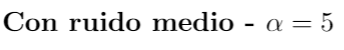 Con ruido medio - α = 5